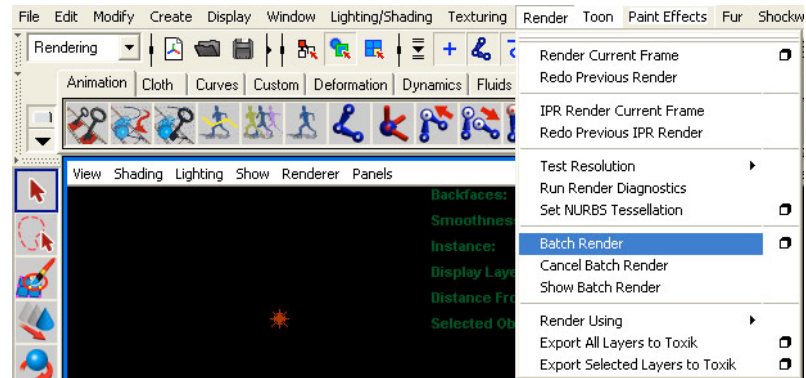 File Edit Modify Create Display Window Lighting/Shading Texturing Render Toon Paint Effects Fur Shockw
Rendering
Animation Cloth Curves Custom Deformation Dynamics Fluids
View Shading Lighting Show Renderer Panels
Backfaces:
Smoothnes
Instance:
Display Laye
Distance Fro
Selected Ob
Render Current Frame
Redo Previous Render
IPR Render Current Frame
Redo Previous IPR Render
Test Resolution
Run Render Diagnostics
Set NURBS Tessellation
Batch Render
Cancel Batch Render
Show Batch Render
Render Using
Export All Layers to Toxik
Export Selected Layers to Toxik